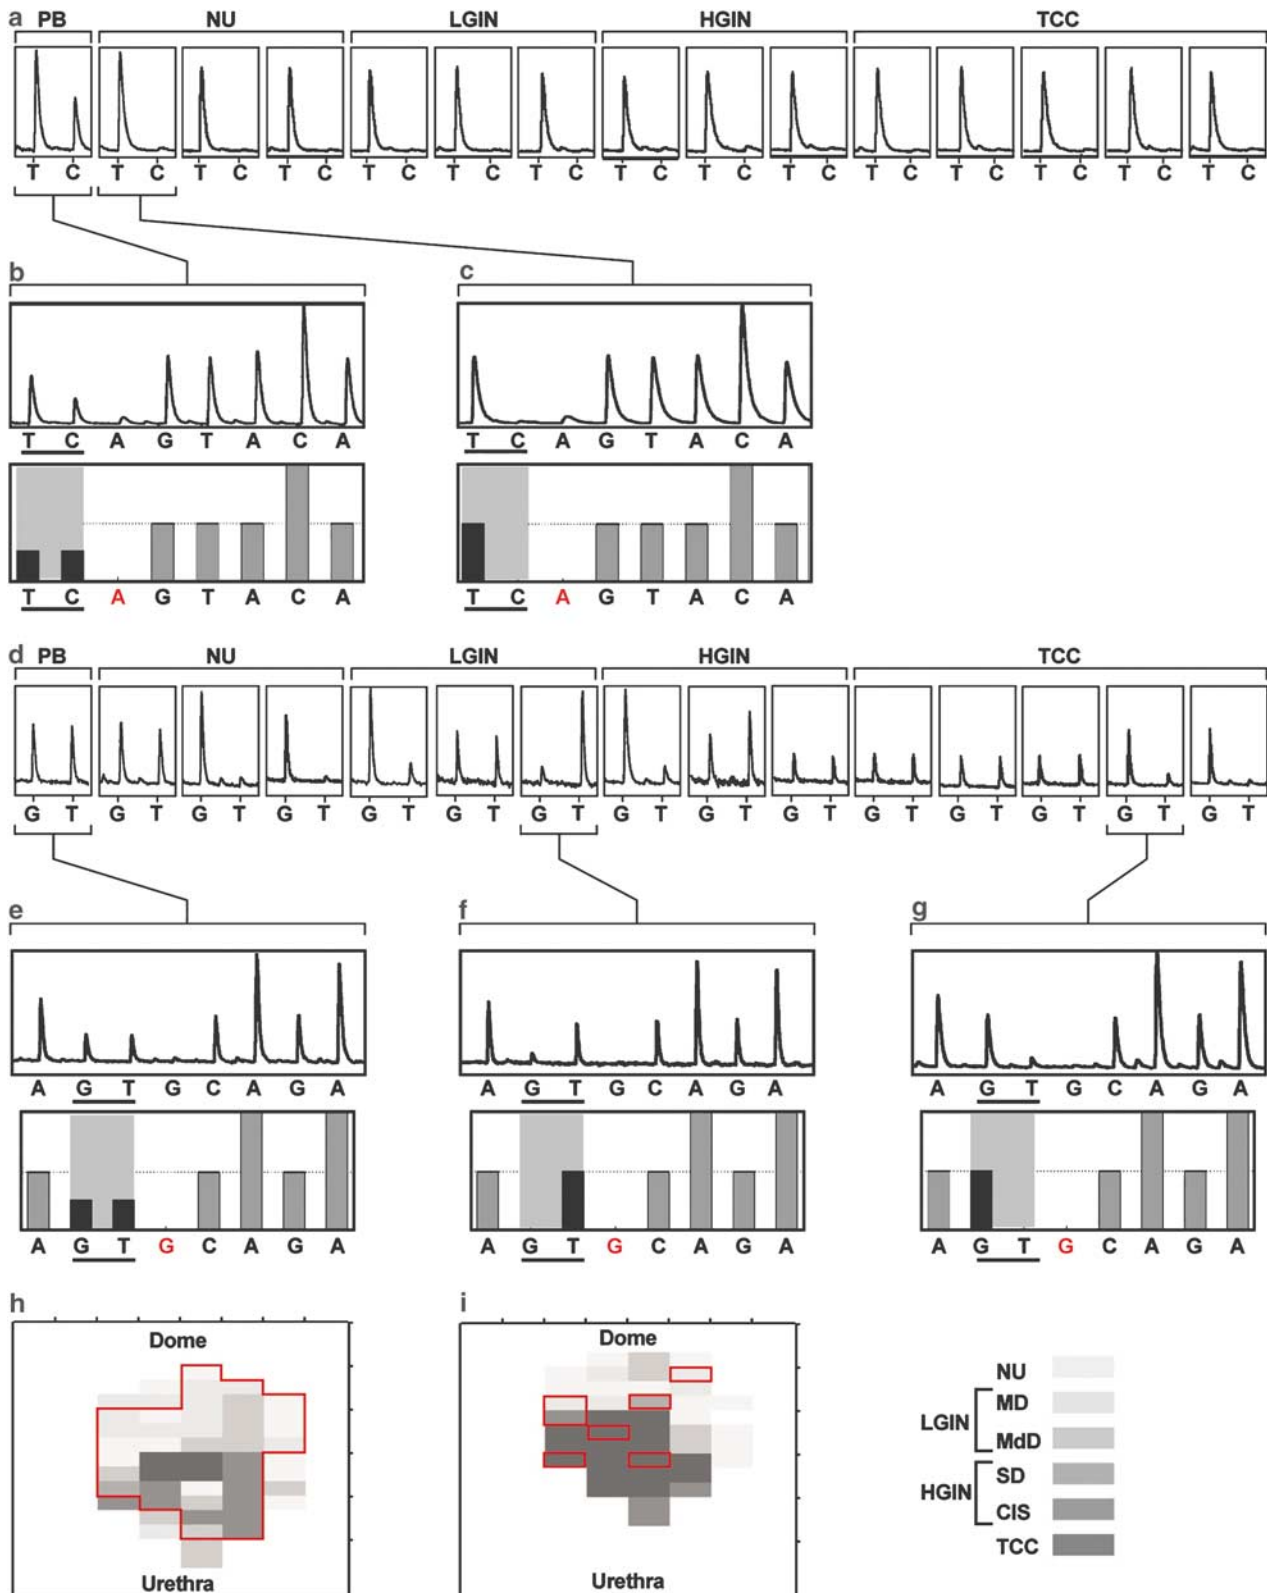 a PB NU LGIN HGIN TCC
T C T C T C T C T C T C T C T C T C T C T C T C T C T C T C
b c
T C A G T A C A T C A G T A C A
T C A G T A C A T C A G T A C A
d PB NU LGIN HGIN TCC
G T G T G T G T G T G T G T G T G T G T G T G T G T G T G T
e f g
A G T G C A G A A G T G C A G A A G T G C A G A
A G T G C A G A A G T G C A G A A G T G C A G A
h i
Dome Dome
NU
LGIN MD
MdD
HGIN SD
CIS
TCC
Urethra Urethra